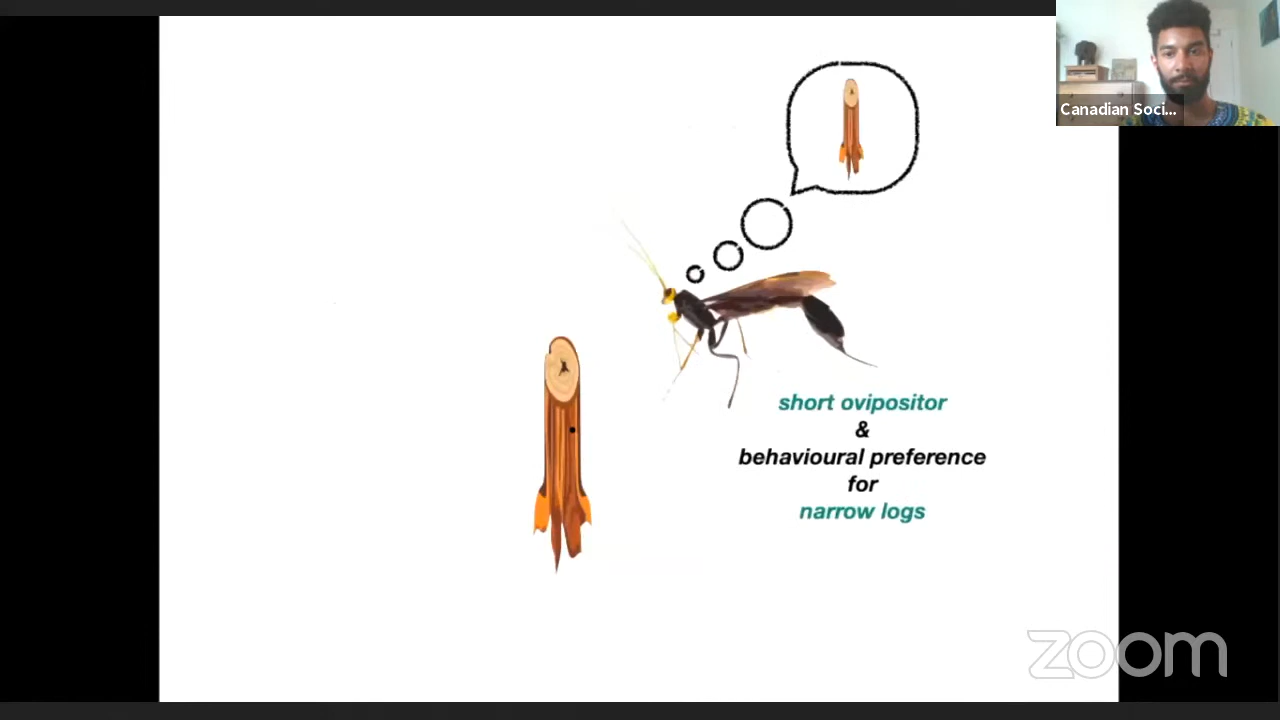 Canadian Soci...
short ovipositor
&
behavioural preference
for
narrow logs
zoom